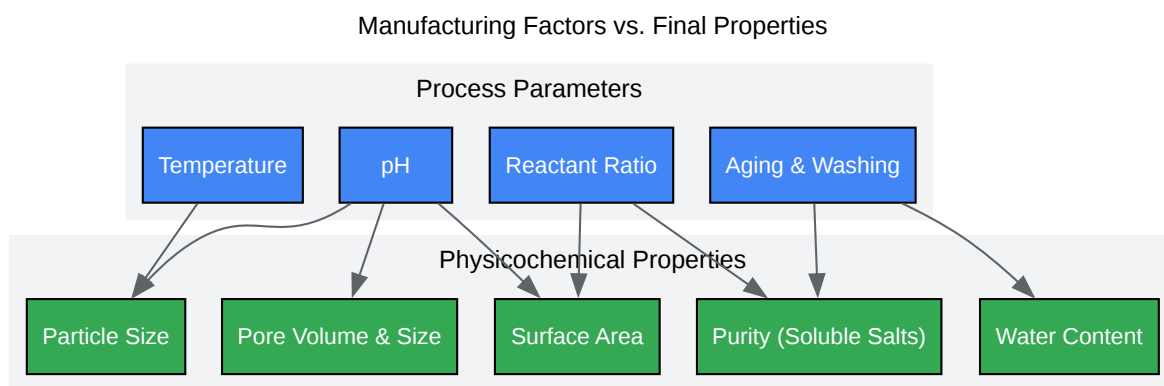 Manufacturing Factors vs. Final Properties
Process Parameters
Temperature
pH
Reactant Ratio
Aging & Washing
Physicochemical Properties
Particle Size
Pore Volume & Size
Surface Area
Purity (Soluble Salts)
Water Content